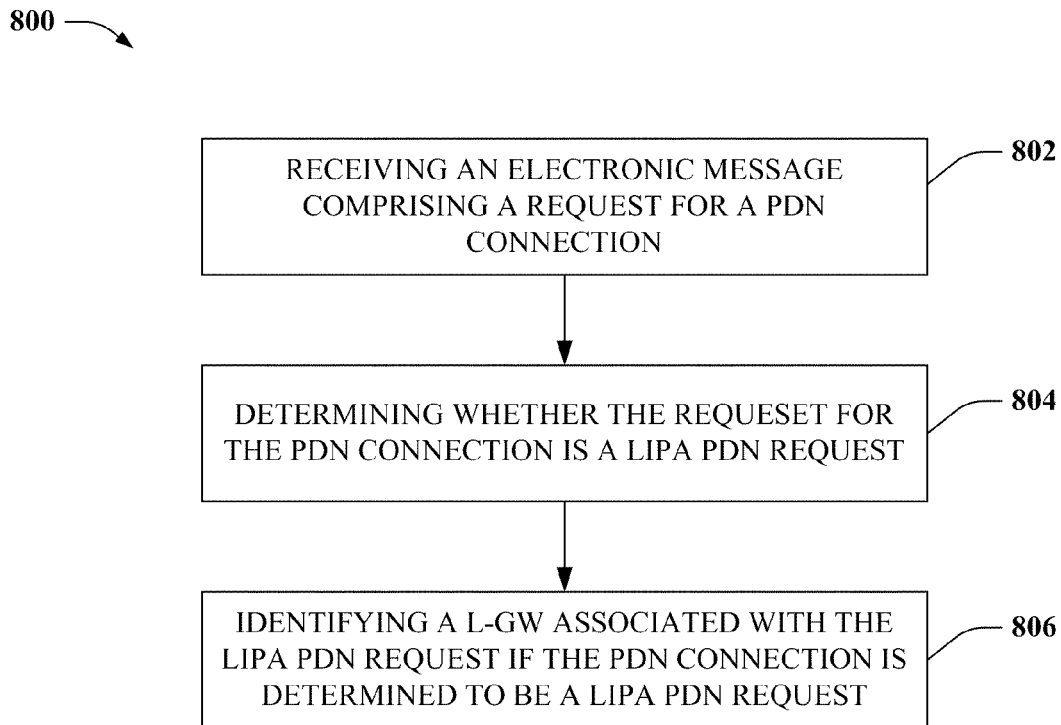 800
RECEIVING AN ELECTRONIC MESSAGE
COMPRISING A REQUEST FOR A PDN
CONNECTION
802
DETERMINING WHETHER THE REQUESET FOR
THE PDN CONNECTION IS A LIPA PDN REQUEST
804
IDENTIFYING A L-GW ASSOCIATED WITH THE
LIPA PDN REQUEST IF THE PDN CONNECTION IS
DETERMINED TO BE A LIPA PDN REQUEST
806